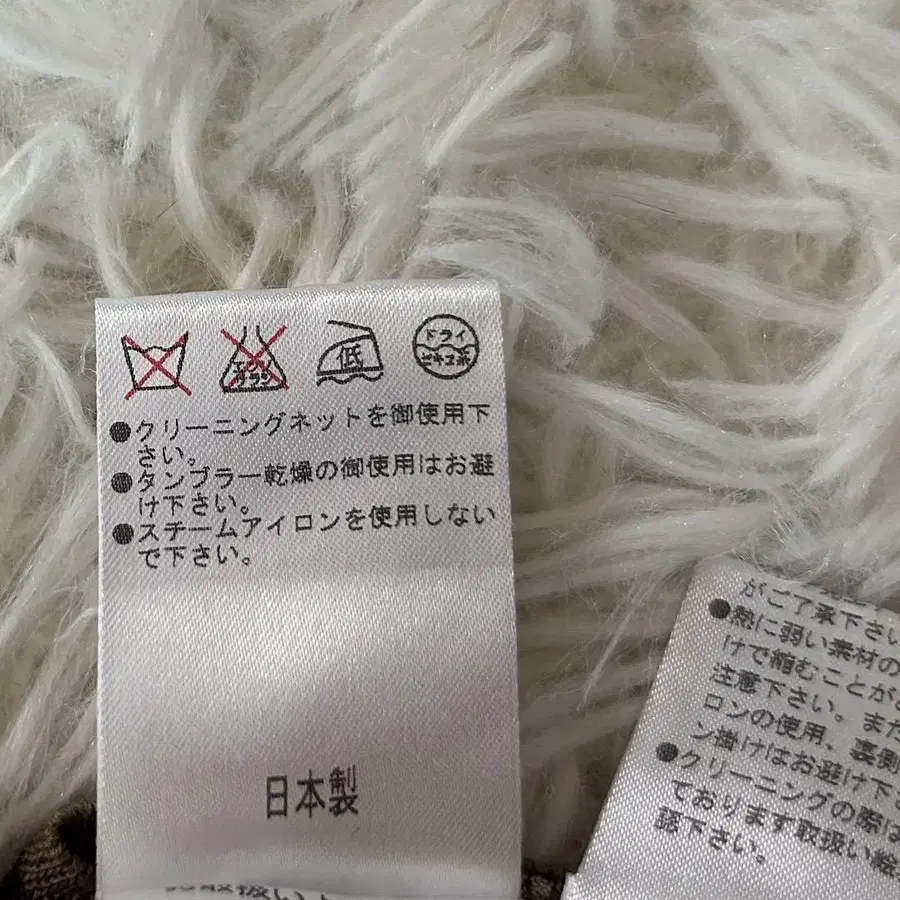 エンソ
サラシ
低
ドライ
セキユ系
●クリーニングネットを御使用下
さい。
●タンブラー乾燥の御使用はお避
け下さい。
●スチームアイロンを使用しない
で下さい。
日本製
がご了承下さい
●熱に弱い素材の
けで縮むことが
注意下さい。また
ロンの使用、裏側
ン掛けはお避け下さ
●クリーニングの際は
ております取扱い絵
認下さい。
取扱い